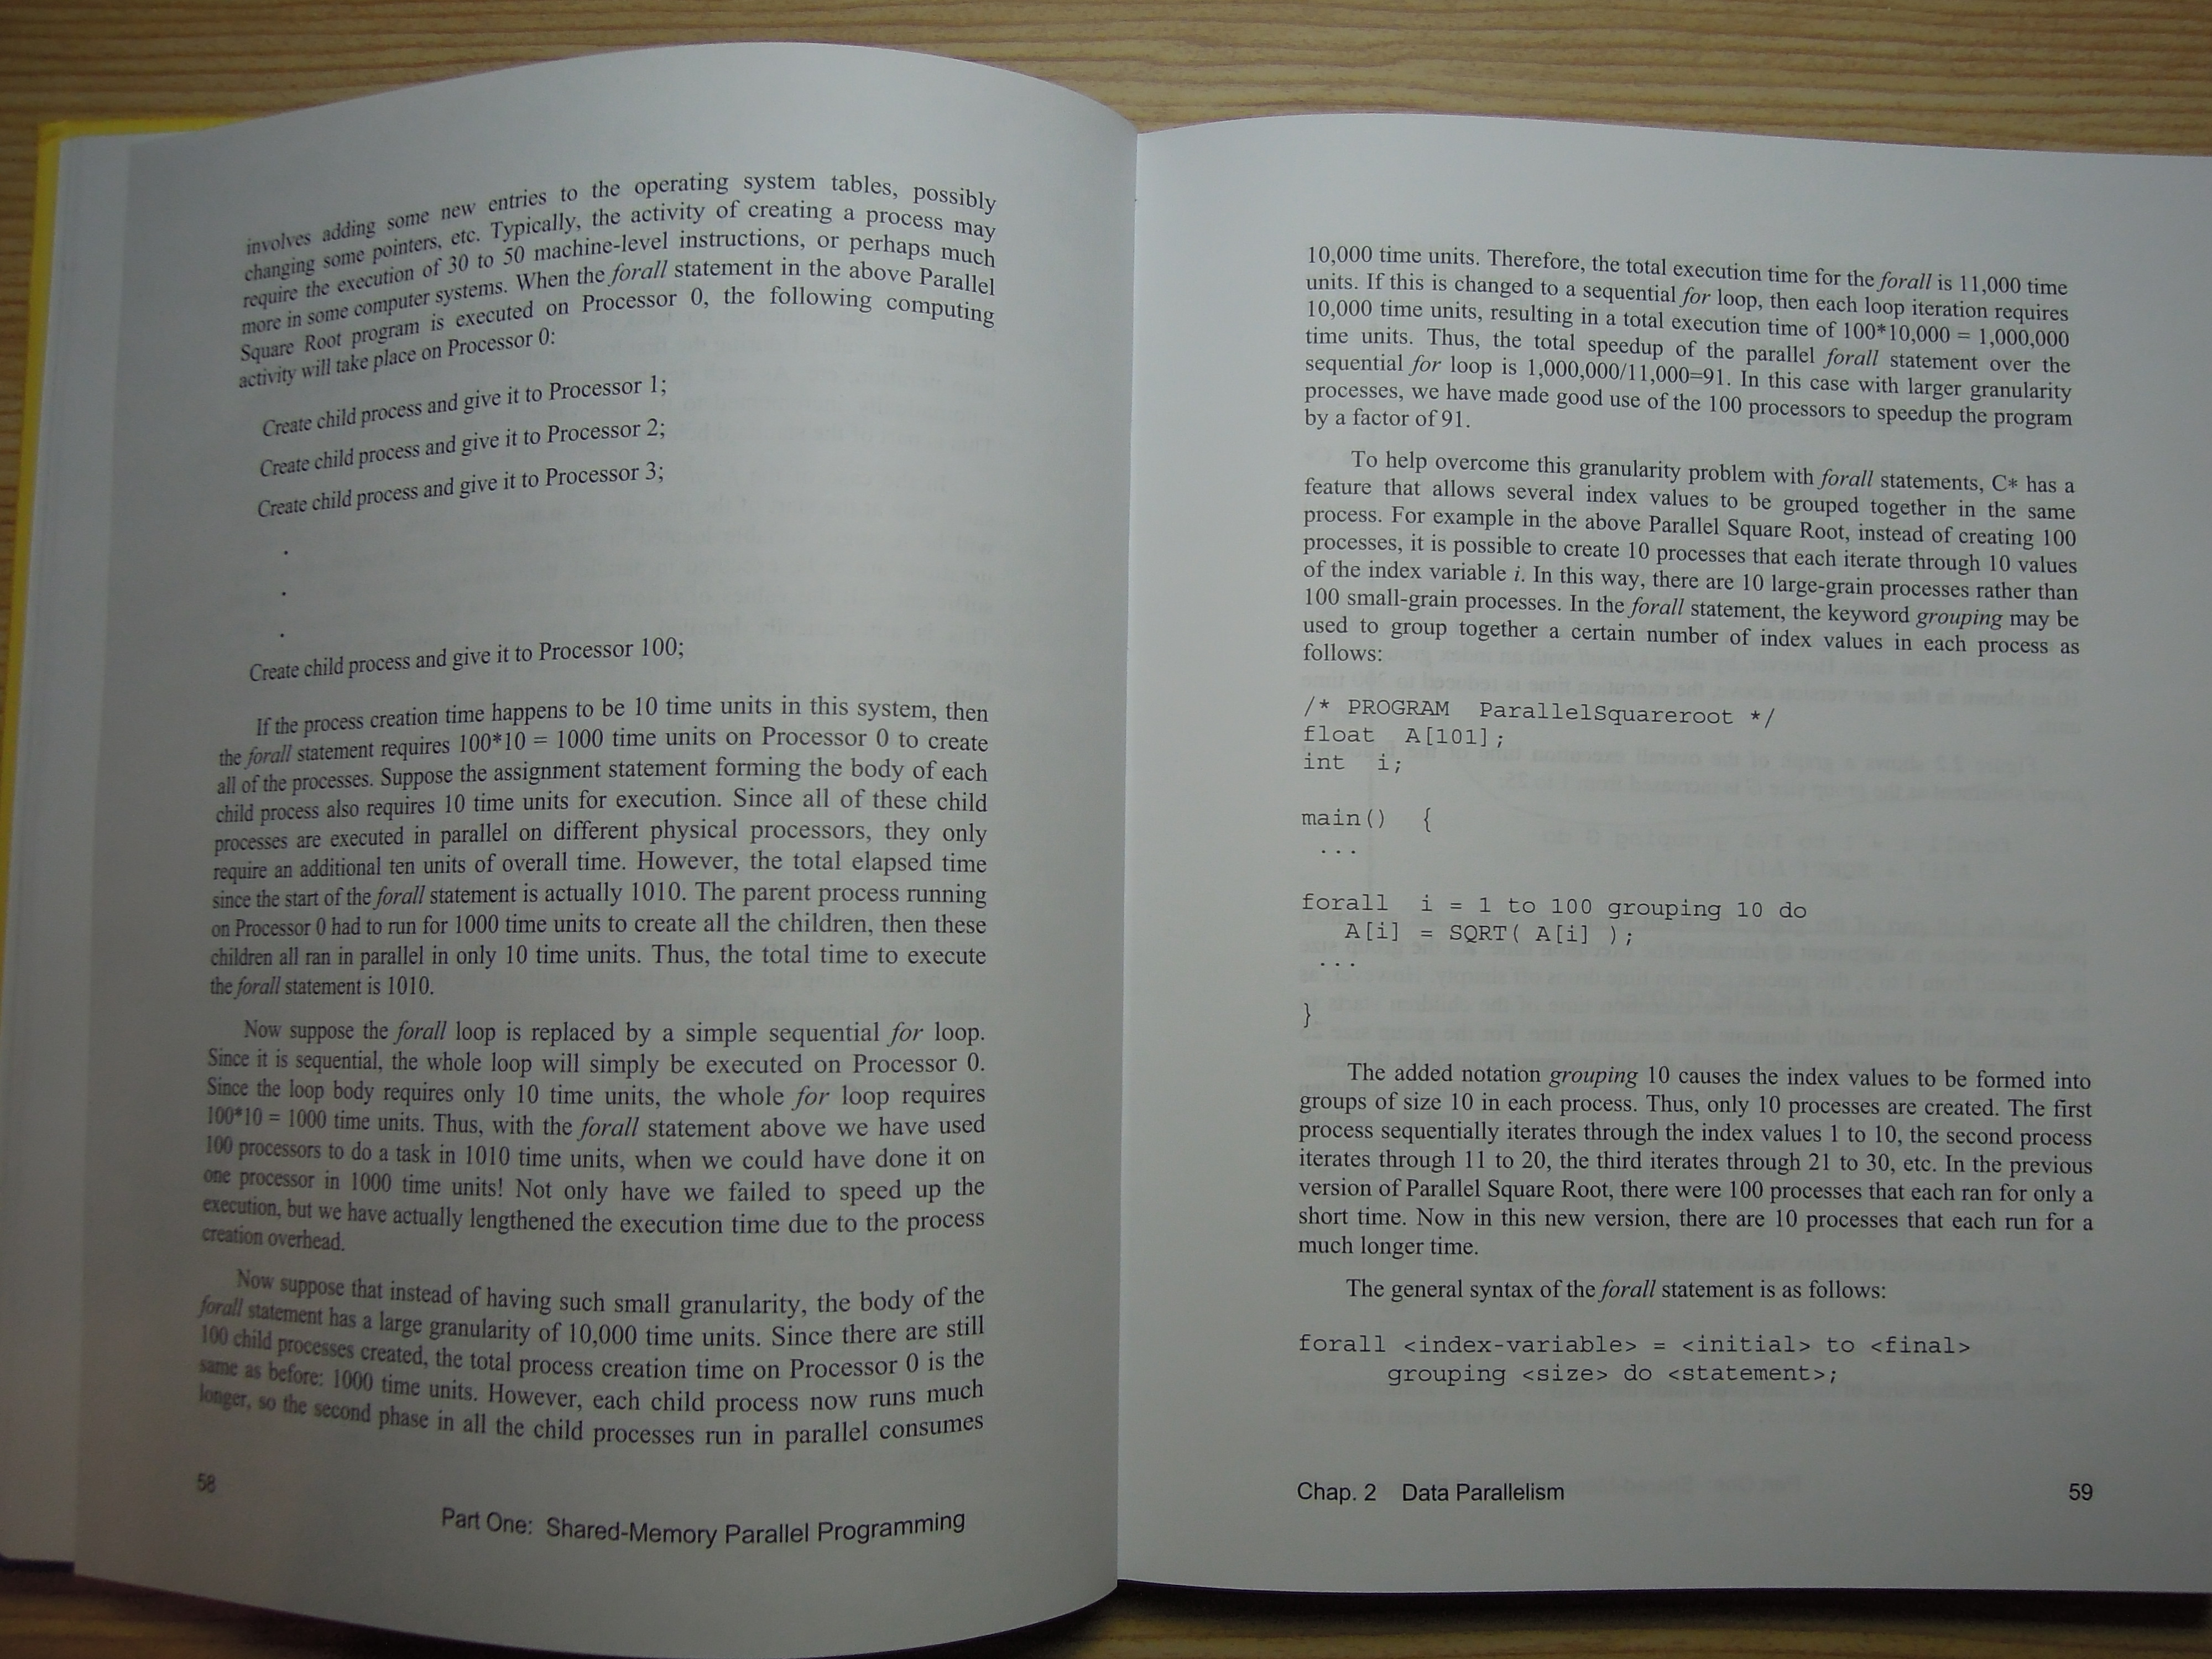 involves adding some new entries to the operating system tables, possibly
changing some pointers, etc. Typically, the activity of creating a process may
require the execution of 30 to 50 machine-level instructions, or perhaps much
more in some computer systems. When the forall statement in the above Parallel
Square Root program is executed on Processor 0, the following computing
activity will take place on Processor 0:
Create child process and give it to Processor 1;
Create child process and give it to Processor 2;
Create child process and give it to Processor 3;
.
.
.
Create child process and give it to Processor 100;
If the process creation time happens to be 10 time units in this system, then
the forall statement requires 100*10 = 1000 time units on Processor 0 to create
all of the processes. Suppose the assignment statement forming the body of each
child process also requires 10 time units for execution. Since all of these child
processes are executed in parallel on different physical processors, they only
require an additional ten units of overall time. However, the total elapsed time
since the start of the forall statement is actually 1010. The parent process running
on Processor 0 had to run for 1000 time units to create all the children, then these
children all ran in parallel in only 10 time units. Thus, the total time to execute
the forall statement is 1010.
Now suppose the forall loop is replaced by a simple sequential for loop.
Since it is sequential, the whole loop will simply be executed on Processor 0.
Since the loop body requires only 10 time units, the whole for loop requires
100*10 = 1000 time units. Thus, with the forall statement above we have used
100 processors to do a task in 1010 time units, when we could have done it on
one processor in 1000 time units! Not only have we failed to speed up the
execution, but we have actually lengthened the execution time due to the process
creation overhead.
Now suppose that instead of having such small granularity, the body of the
forall statement has a large granularity of 10,000 time units. Since there are still
100 child processes created, the total process creation time on Processor 0 is the
same as before: 1000 time units. However, each child process now runs much
longer, so the second phase in all the child processes run in parallel consumes
58
Part One: Shared-Memory Parallel Programming
10,000 time units. Therefore, the total execution time for the forall is 11,000 time
units. If this is changed to a sequential for loop, then each loop iteration requires
10,000 time units, resulting in a total execution time of 100*10,000 = 1,000,000
time units. Thus, the total speedup of the parallel forall statement over the
sequential for loop is 1,000,000/11,000=91. In this case with larger granularity
processes, we have made good use of the 100 processors to speedup the program
by a factor of 91.
To help overcome this granularity problem with forall statements, C* has a
feature that allows several index values to be grouped together in the same
process. For example in the above Parallel Square Root, instead of creating 100
processes, it is possible to create 10 processes that each iterate through 10 values
of the index variable i. In this way, there are 10 large-grain processes rather than
100 small-grain processes. In the forall statement, the keyword grouping may be
used to group together a certain number of index values in each process as
follows:
/* PROGRAM  ParallelSquareroot */
float  A[101];
int  i;
main()  {
...
forall  i = 1 to 100 grouping 10 do
A[i] = SQRT( A[i] );
...
}
The added notation grouping 10 causes the index values to be formed into
groups of size 10 in each process. Thus, only 10 processes are created. The first
process sequentially iterates through the index values 1 to 10, the second process
iterates through 11 to 20, the third iterates through 21 to 30, etc. In the previous
version of Parallel Square Root, there were 100 processes that each ran for only a
short time. Now in this new version, there are 10 processes that each run for a
much longer time.
The general syntax of the forall statement is as follows:
forall <index-variable> = <initial> to <final>
grouping <size> do <statement>;
Chap. 2  Data Parallelism  59